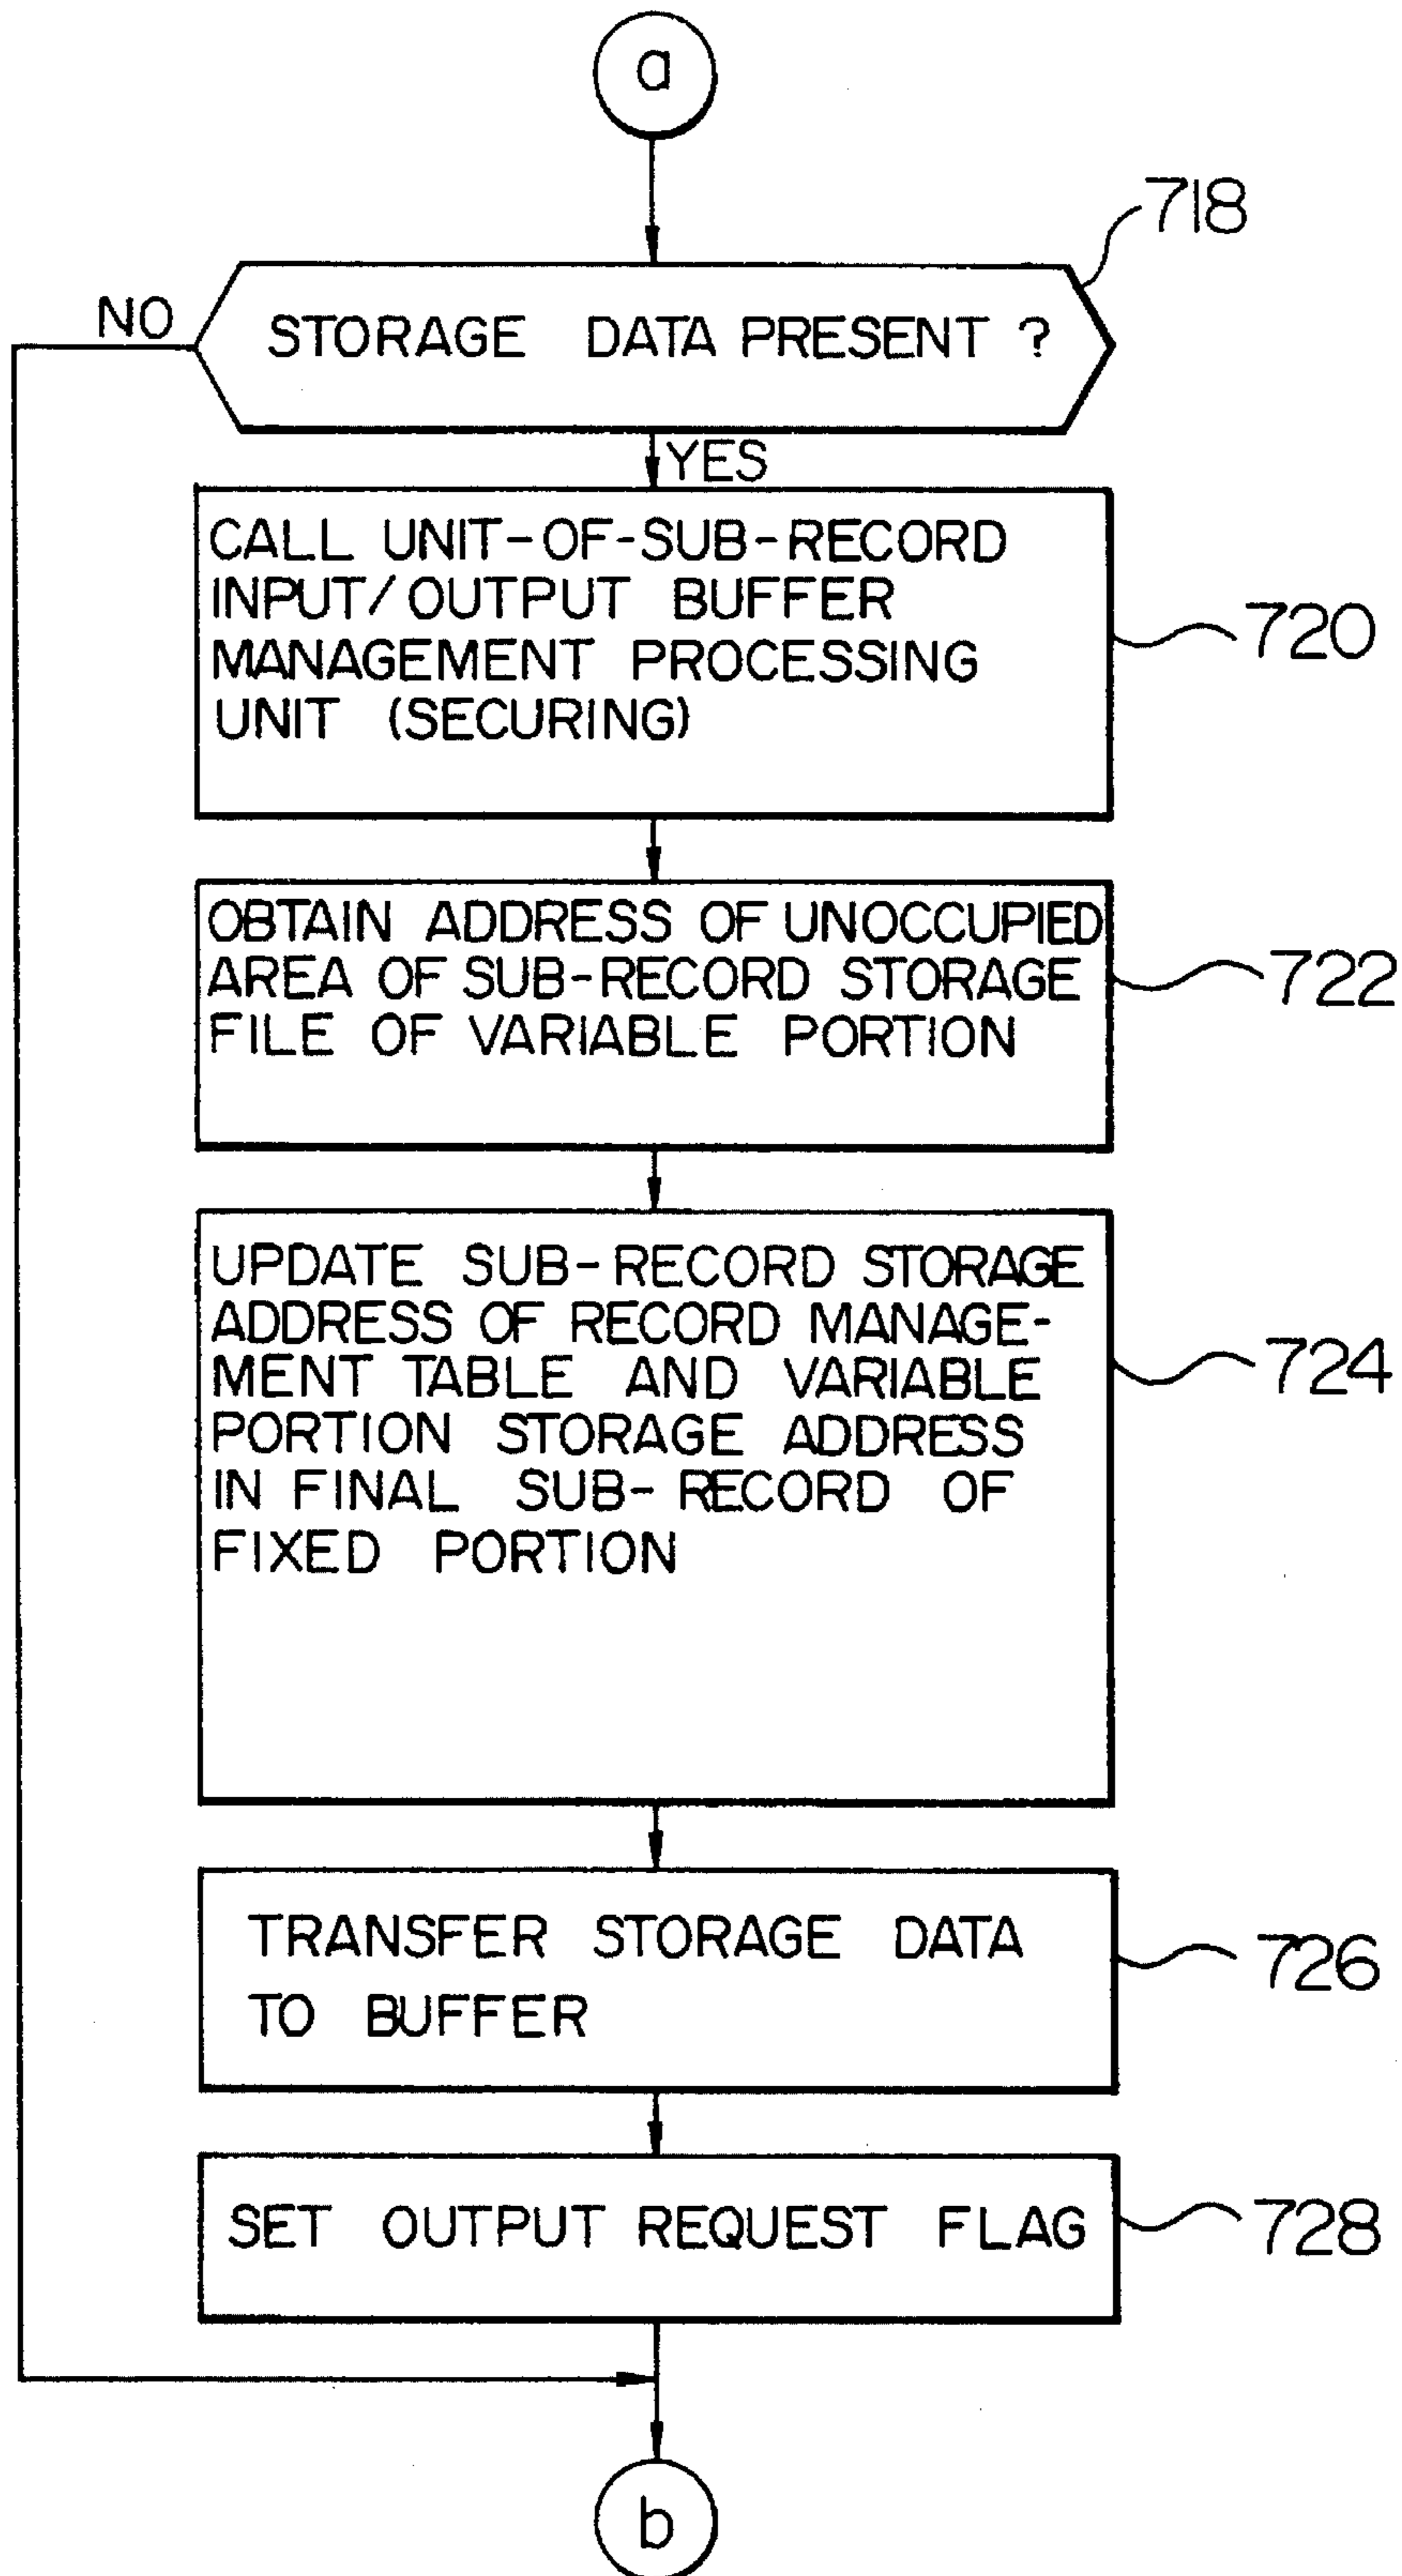 a
718
NO
STORAGE DATA PRESENT ?
YES
CALL UNIT-OF-SUB-RECORD
INPUT/OUTPUT BUFFER
MANAGEMENT PROCESSING
UNIT (SECURING)
720
OBTAIN ADDRESS OF UNOCCUPIED
AREA OF SUB-RECORD STORAGE
FILE OF VARIABLE PORTION
722
UPDATE SUB-RECORD STORAGE
ADDRESS OF RECORD MANAGE-
MENT TABLE AND VARIABLE
PORTION STORAGE ADDRESS
IN FINAL SUB-RECORD OF
FIXED PORTION
724
TRANSFER STORAGE DATA
TO BUFFER
726
SET OUTPUT REQUEST FLAG
728
b